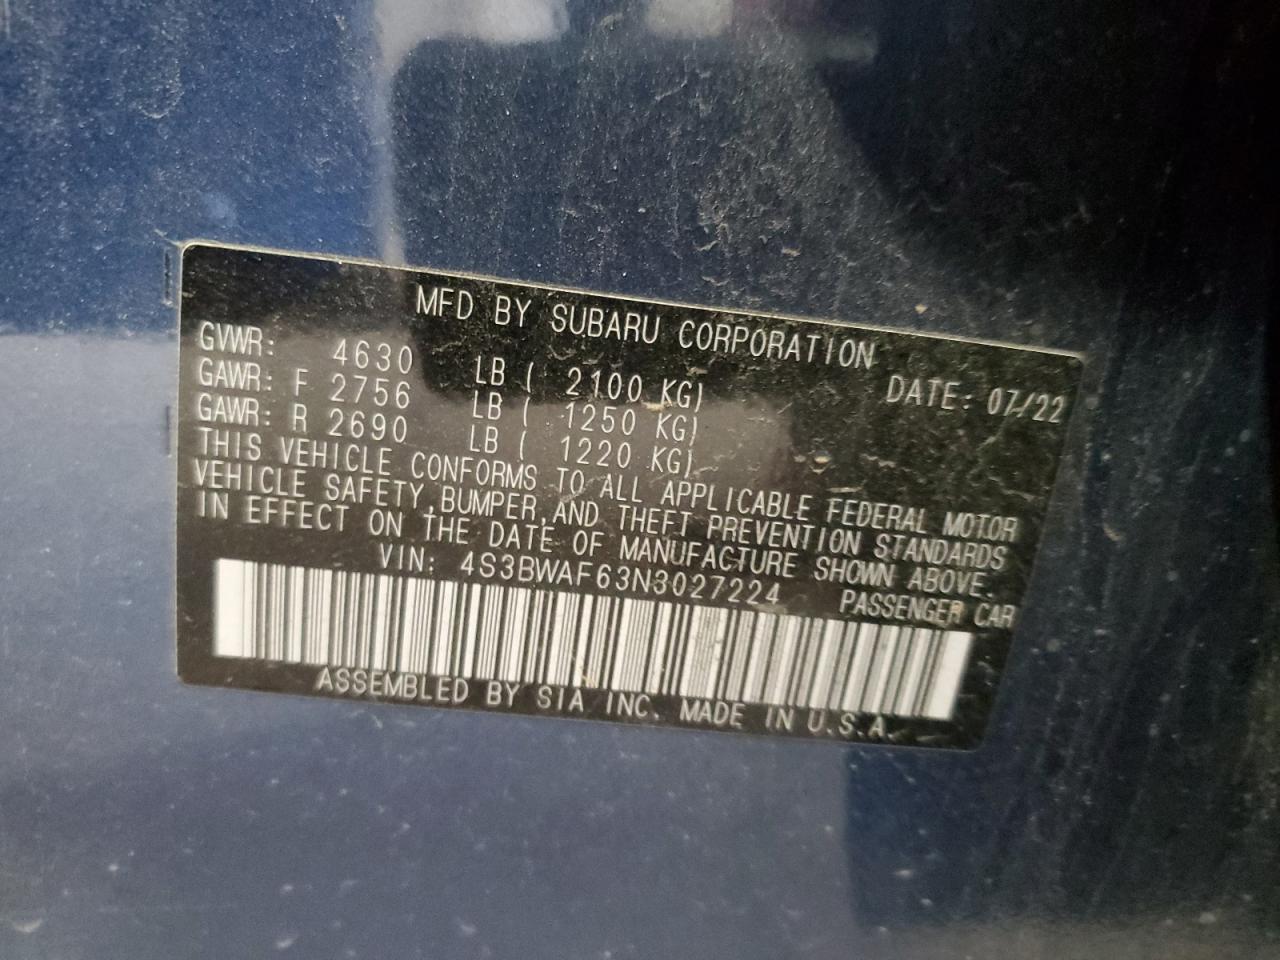 MFD BY SUBARU CORPORATION DATE: 07/22
GVWR: 4630 LB ( 2100 KG)
GAWR: F 2756 LB ( 1250 KG)
GAWR: R 2690 LB ( 1220 KG)
THIS VEHICLE CONFORMS TO ALL APPLICABLE FEDERAL MOTOR
VEHICLE SAFETY, BUMPER, AND THEFT PREVENTION STANDARDS
IN EFFECT ON THE DATE OF MANUFACTURE SHOWN ABOVE.
VIN: 4S3BWAF63N3027224 PASSENGER CAR
ASSEMBLED BY SIA INC. MADE IN U.S.A.